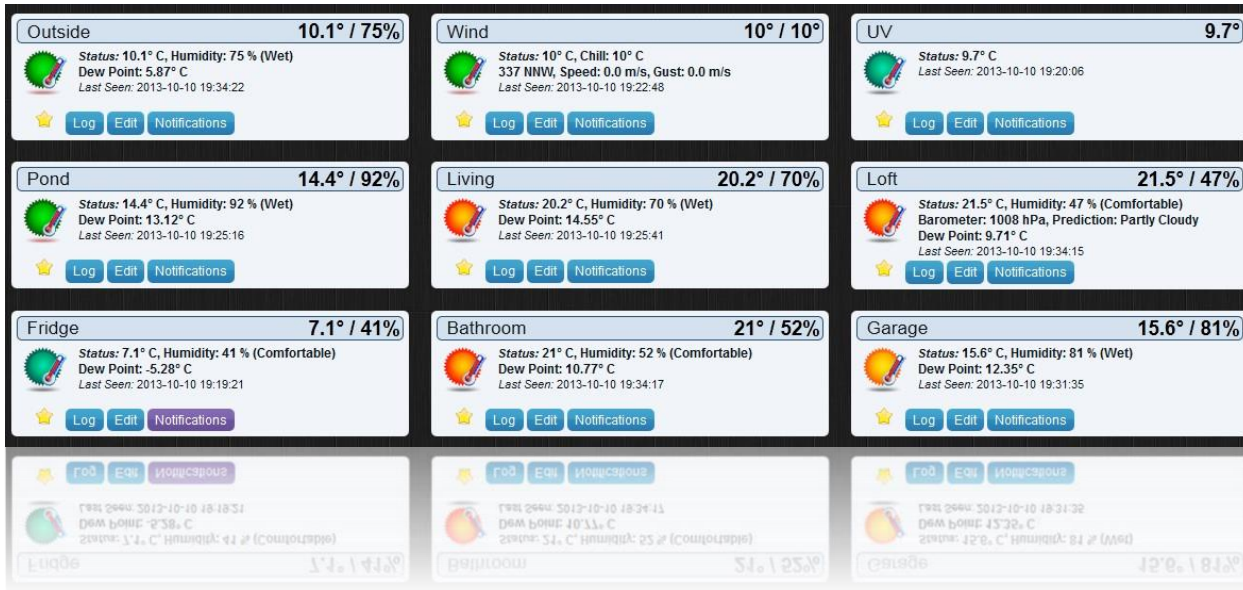 Outside 10.1° / 75%
Status: 10.1° C, Humidity: 75 % (Wet)
Dew Point: 5.87° C
Last Seen: 2013-10-10 19:34:22
Log Edit Notifications
Wind 10° / 10°
Status: 10° C, Chill: 10° C
337 NNW, Speed: 0.0 m/s, Gust: 0.0 m/s
Last Seen: 2013-10-10 19:22:48
Log Edit Notifications
UV 9.7°
Status: 9.7° C
Last Seen: 2013-10-10 19:20:06
Log Edit Notifications
Pond 14.4° / 92%
Status: 14.4° C, Humidity: 92 % (Wet)
Dew Point: 13.12° C
Last Seen: 2013-10-10 19:25:16
Log Edit Notifications
Living 20.2° / 70%
Status: 20.2° C, Humidity: 70 % (Wet)
Dew Point: 14.55° C
Last Seen: 2013-10-10 19:25:41
Log Edit Notifications
Loft 21.5° / 47%
Status: 21.5° C, Humidity: 47 % (Comfortable)
Barometer: 1008 hPa, Prediction: Partly Cloudy
Dew Point: 9.71° C
Last Seen: 2013-10-10 19:34:15
Log Edit Notifications
Fridge 7.1° / 41%
Status: 7.1° C, Humidity: 41 % (Comfortable)
Dew Point: -5.28° C
Last Seen: 2013-10-10 19:19:21
Log Edit Notifications
Bathroom 21° / 52%
Status: 21° C, Humidity: 52 % (Comfortable)
Dew Point: 10.77° C
Last Seen: 2013-10-10 19:34:17
Log Edit Notifications
Garage 15.6° / 81%
Status: 15.6° C, Humidity: 81 % (Wet)
Dew Point: 12.35° C
Last Seen: 2013-10-10 19:31:35
Log Edit Notifications